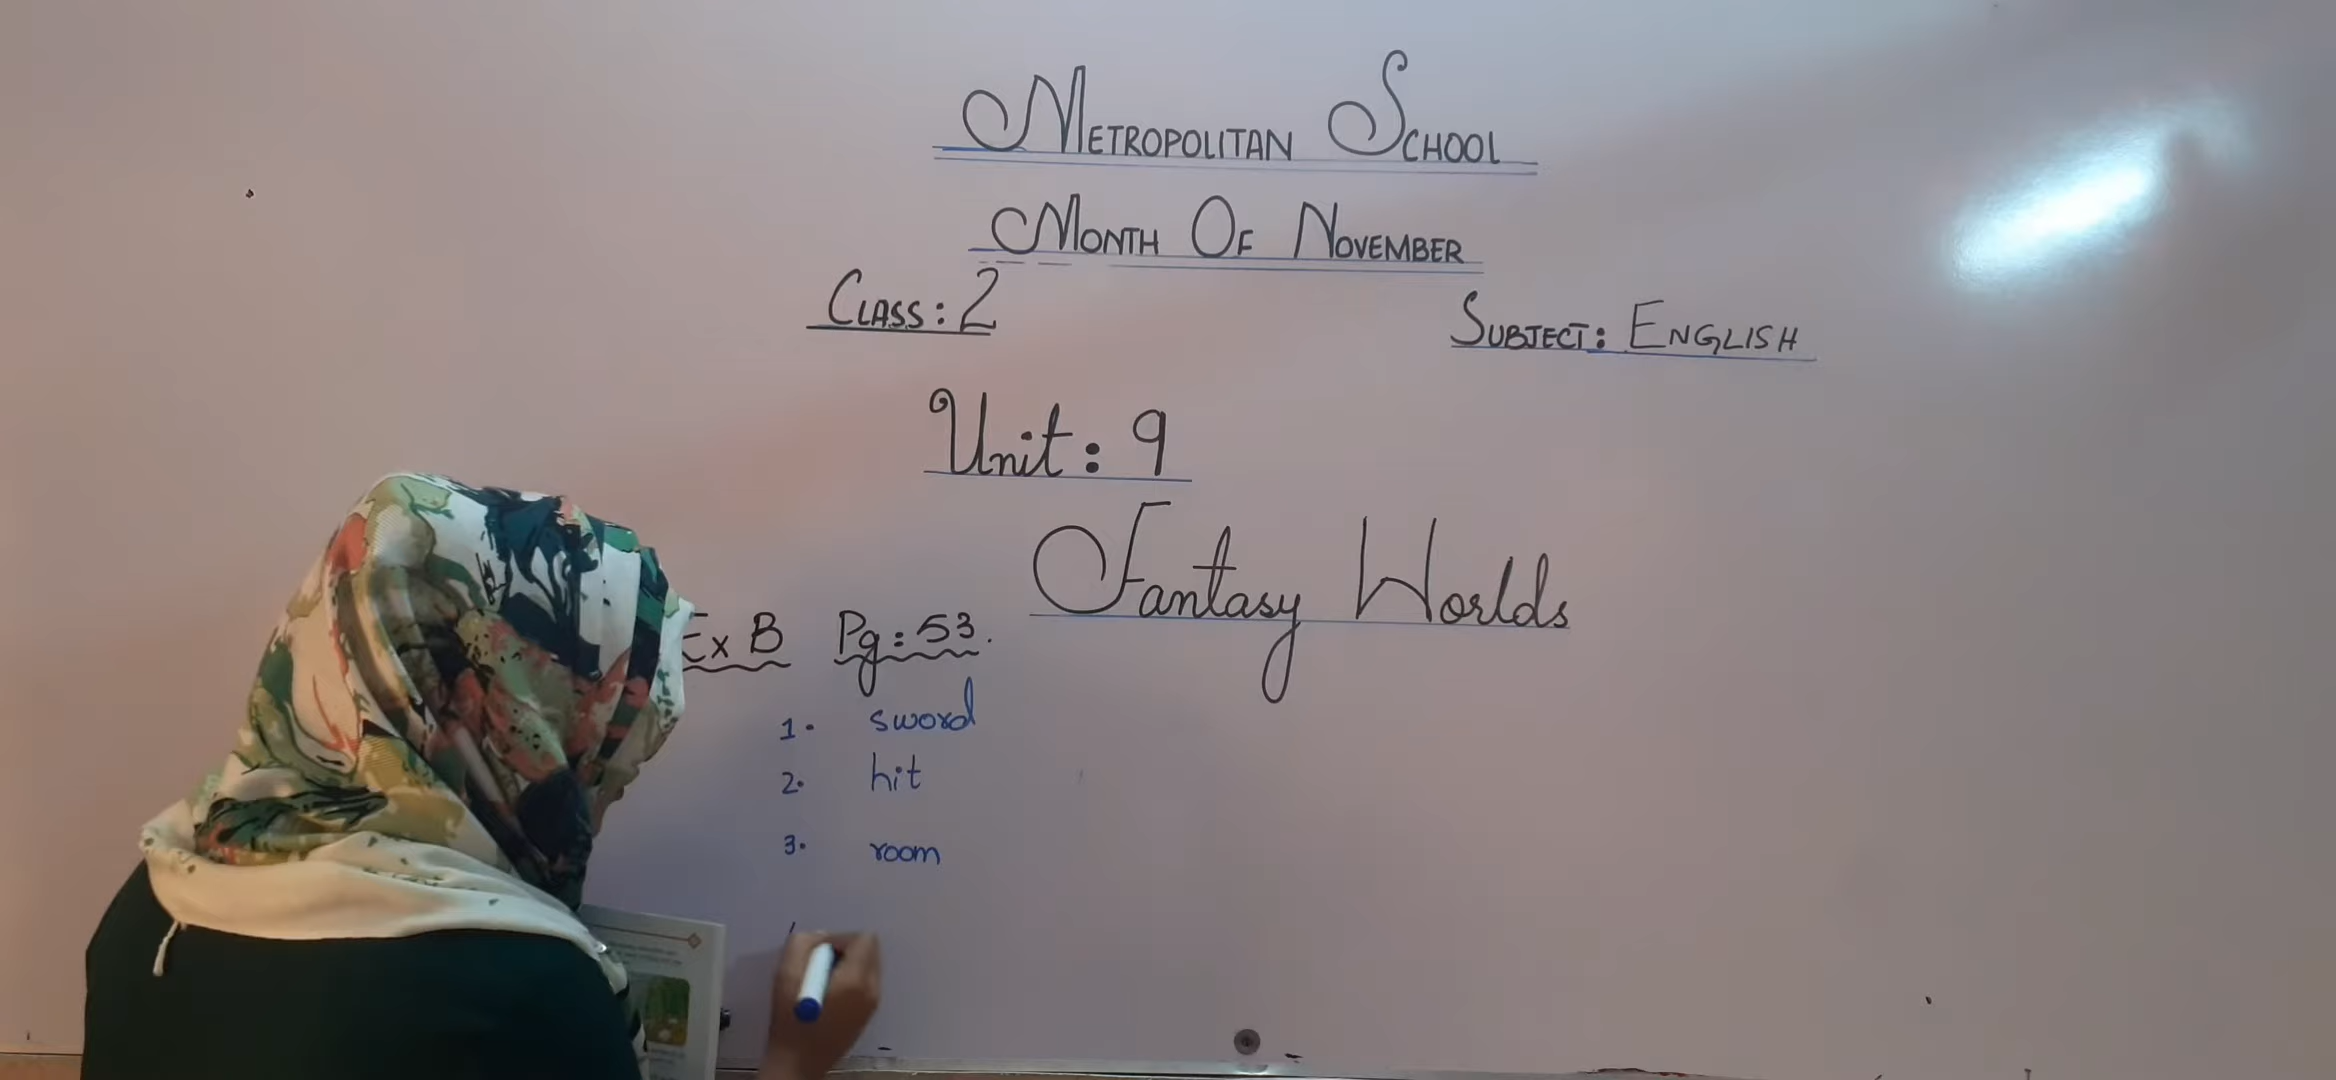 METROPOLITAN SCHOOL
MONTH OF NOVEMBER
CLASS: 2
SUBJECT: ENGLISH
Unit: 9
Fantasy Worlds
Ex B Pg: 53.
1. sword
2. hit
3. room